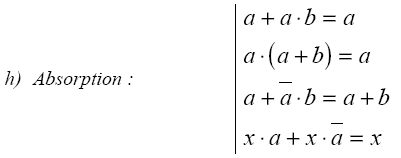 a + a · b = a
a · (a + b) = a
h) Absorption :
a + a̅ · b = a + b
x · a + x · a̅ = x